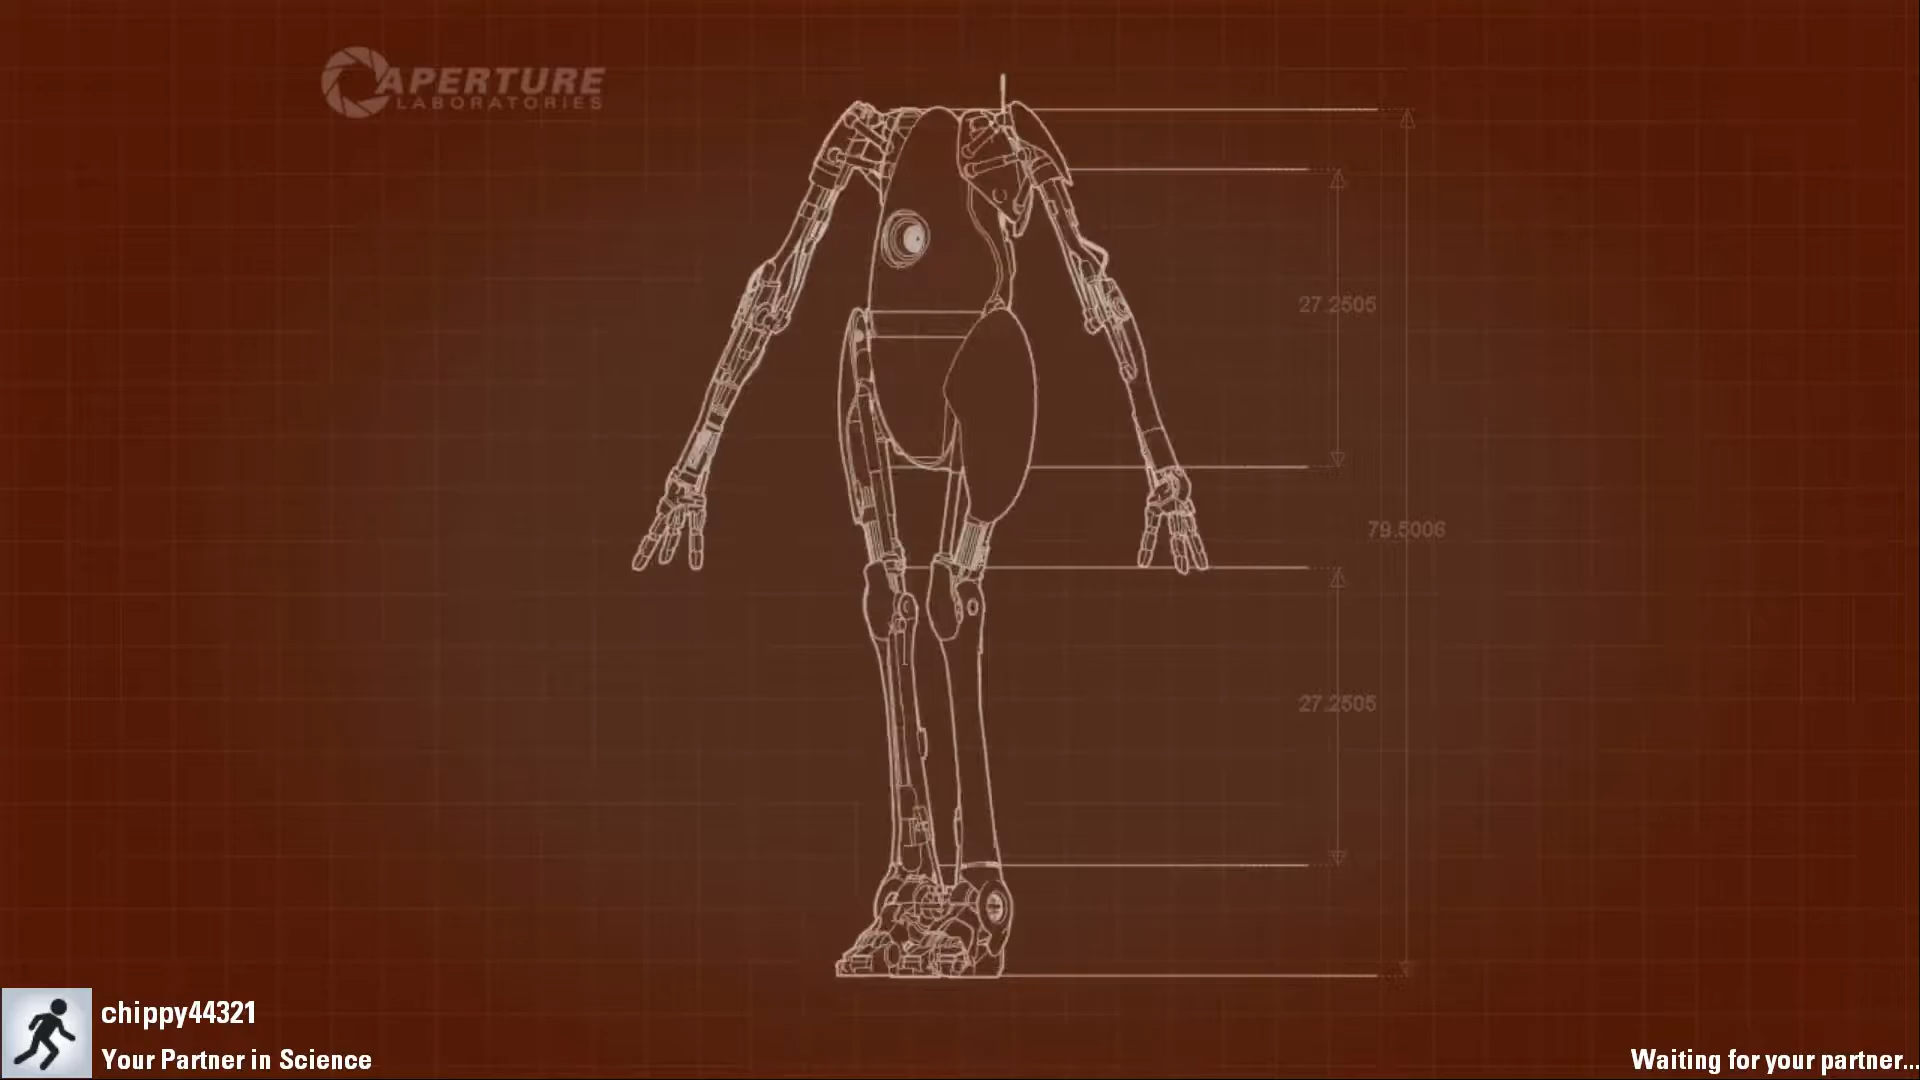 APERTURE
LABORATORIES
27.2505
79.5006
27.2505
chippy44321
Your Partner in Science
Waiting for your partner...